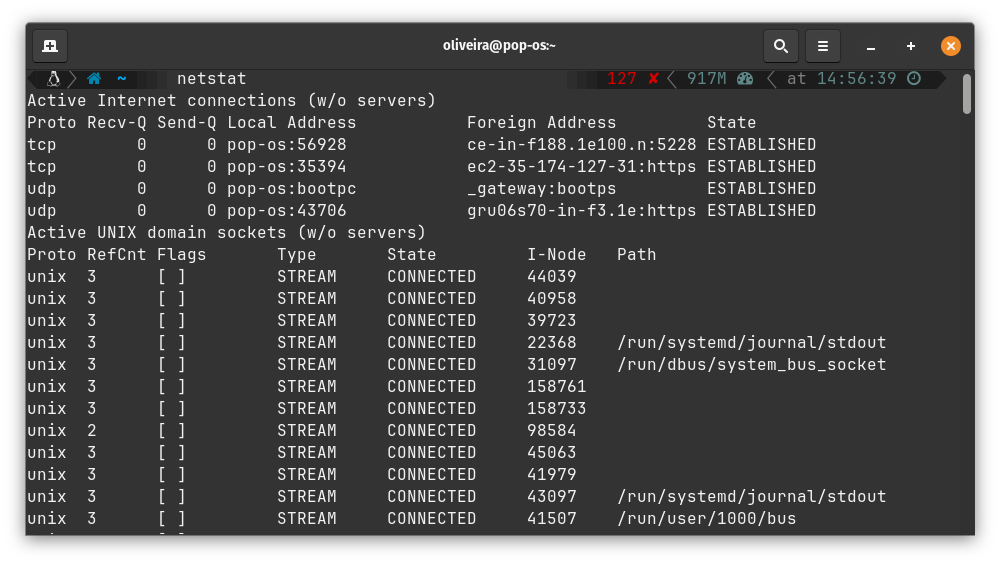 oliveira@pop-os:~
~ netstat 127 ✘ 917M at 14:56:39
Active Internet connections (w/o servers)
Proto Recv-Q Send-Q Local Address           Foreign Address         State
tcp        0      0 pop-os:56928            ce-in-f188.1e100.n:5228 ESTABLISHED
tcp        0      0 pop-os:35394            ec2-35-174-127-31:https ESTABLISHED
udp        0      0 pop-os:bootpc           _gateway:bootps         ESTABLISHED
udp        0      0 pop-os:43706            gru06s70-in-f3.1e:https ESTABLISHED
Active UNIX domain sockets (w/o servers)
Proto RefCnt Flags       Type       State         I-Node   Path
unix  3      [ ]         STREAM     CONNECTED     44039
unix  3      [ ]         STREAM     CONNECTED     40958
unix  3      [ ]         STREAM     CONNECTED     39723
unix  3      [ ]         STREAM     CONNECTED     22368    /run/systemd/journal/stdout
unix  3      [ ]         STREAM     CONNECTED     31097    /run/dbus/system_bus_socket
unix  3      [ ]         STREAM     CONNECTED     158761
unix  3      [ ]         STREAM     CONNECTED     158733
unix  2      [ ]         STREAM     CONNECTED     98584
unix  3      [ ]         STREAM     CONNECTED     45063
unix  3      [ ]         STREAM     CONNECTED     41979
unix  3      [ ]         STREAM     CONNECTED     43097    /run/systemd/journal/stdout
unix  3      [ ]         STREAM     CONNECTED     41507    /run/user/1000/bus